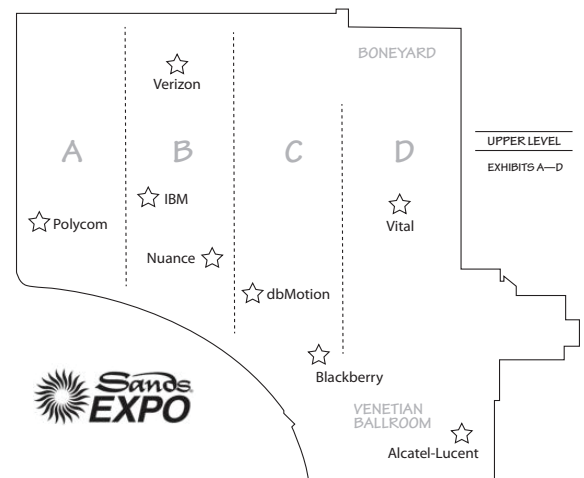 BONEYARD
Verizon
A
B
C
D
UPPER LEVEL
EXHIBITS A—D
IBM
Polycom
Vital
Nuance
dbMotion
Blackberry
Sands
EXPO
VENETIAN
BALLROOM
Alcatel-Lucent